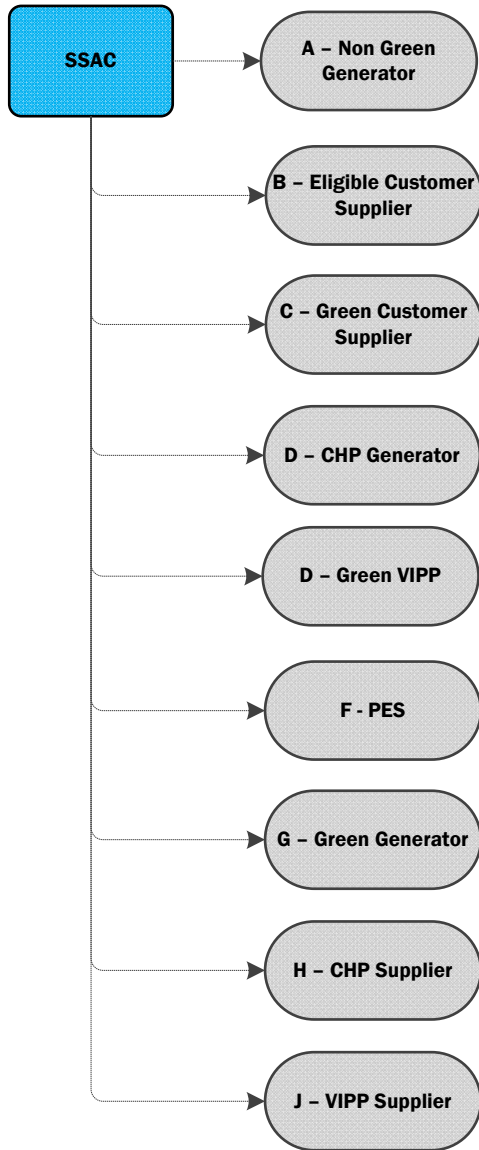 SSAC
A – Non Green
Generator
B – Eligible Customer
Supplier
C – Green Customer
Supplier
D – CHP Generator
D – Green VIPP
F - PES
G – Green Generator
H – CHP Supplier
J – VIPP Supplier